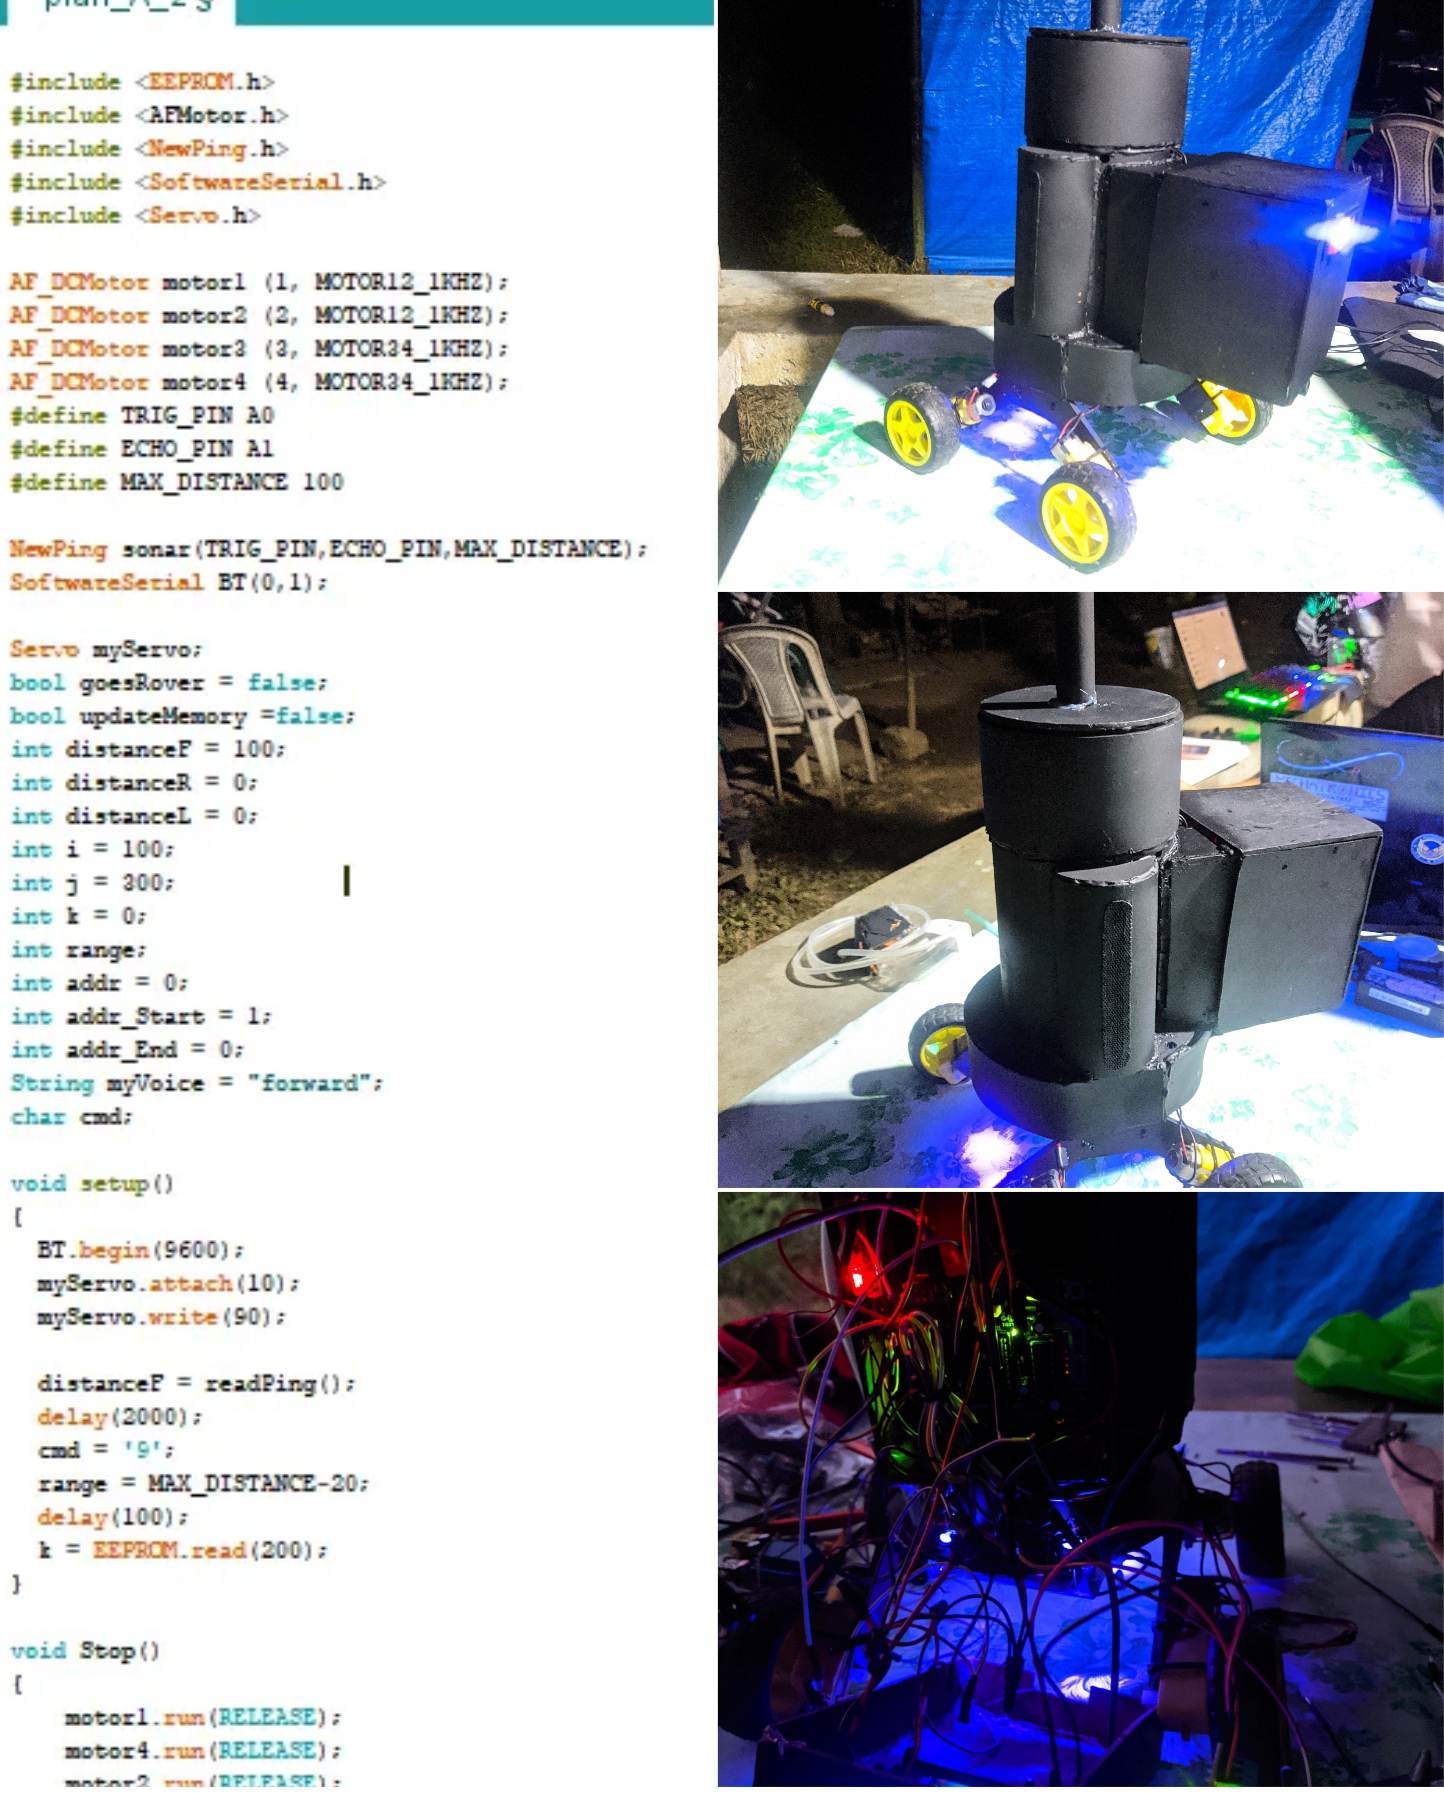 #include <EEPROM.h>
#include <AFMotor.h>
#include <NewPing.h>
#include <SoftwareSerial.h>
#include <Servo.h>
AF_DCMotor motor1 (1, MOTOR12_1KHZ);
AF_DCMotor motor2 (2, MOTOR12_1KHZ);
AF_DCMotor motor3 (3, MOTOR34_1KHZ);
AF_DCMotor motor4 (4, MOTOR34_1KHZ);
#define TRIG_PIN A0
#define ECHO_PIN A1
#define MAX_DISTANCE 100
NewPing sonar(TRIG_PIN,ECHO_PIN,MAX_DISTANCE);
SoftwareSerial BT(0,1);
Servo myServo;
bool goesRover = false;
bool updateMemory =false;
int distanceF = 100;
int distanceR = 0;
int distanceL = 0;
int i = 100;
int j = 300;
int k = 0;
int range;
int addr = 0;
int addr_Start = 1;
int addr_End = 0;
String myVoice = "forward";
char cmd;
void setup()
{
BT.begin(9600);
myServo.attach(10);
myServo.write(90);
distanceF = readPing();
delay(2000);
cmd = '9';
range = MAX_DISTANCE-20;
delay(100);
k = EEPROM.read(200);
}
void Stop()
{
motor1.run(RELEASE);
motor4.run(RELEASE);
motor2.run(RELEASE);